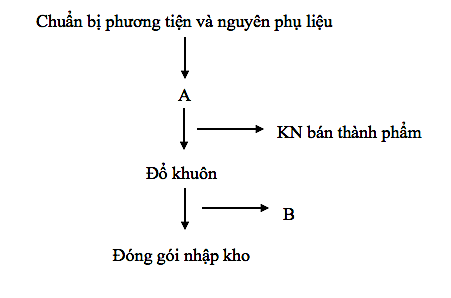 Chuẩn bị phương tiện và nguyên phụ liệu
A
KN bán thành phẩm
Đổ khuôn
B
Đóng gói nhập kho